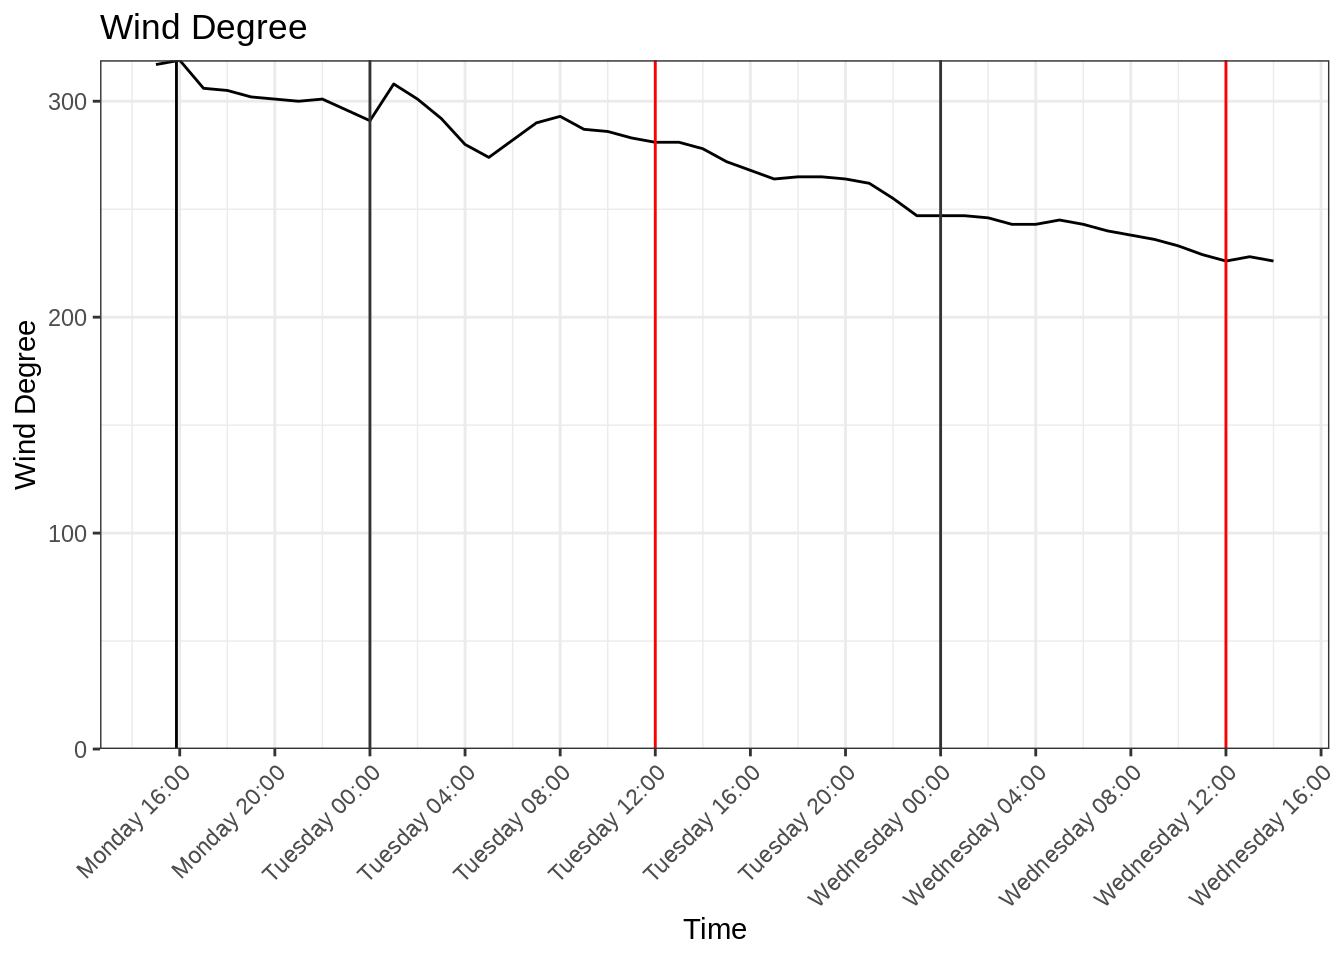 Wind Degree
Wind Degree
300
200
100
0
Monday 16:00
Monday 20:00
Tuesday 00:00
Tuesday 04:00
Tuesday 08:00
Tuesday 12:00
Tuesday 16:00
Tuesday 20:00
Wednesday 00:00
Wednesday 04:00
Wednesday 08:00
Wednesday 12:00
Wednesday 16:00
Time